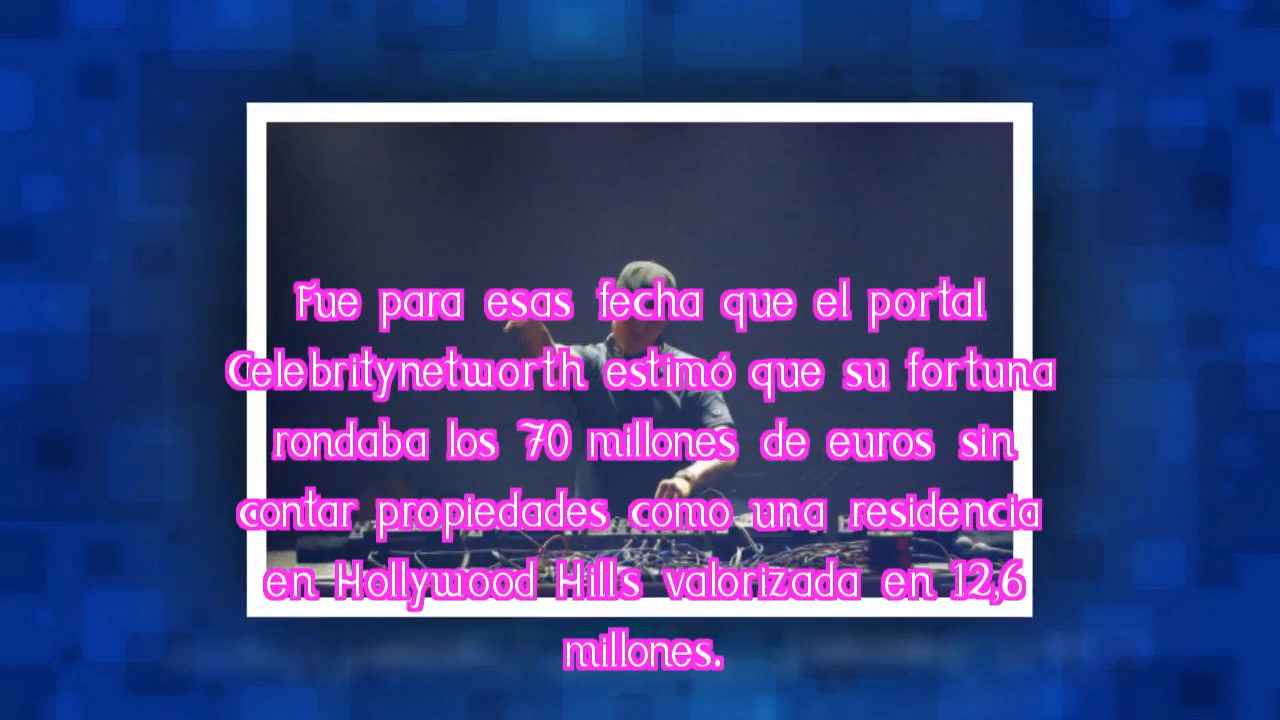 Fue para esas fecha que el portal
Celebritynetworth estimó que su fortuna
rondaba los 70 millones de euros sin
contar propiedades como una residencia
en Hollywood Hills valorizada en 12,6
millones.